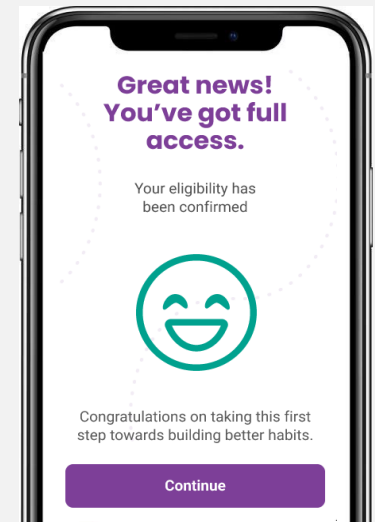 Great news!
You’ve got full
access.
Your eligibility has
been confirmed
Congratulations on taking this first
step towards building better habits.
Continue